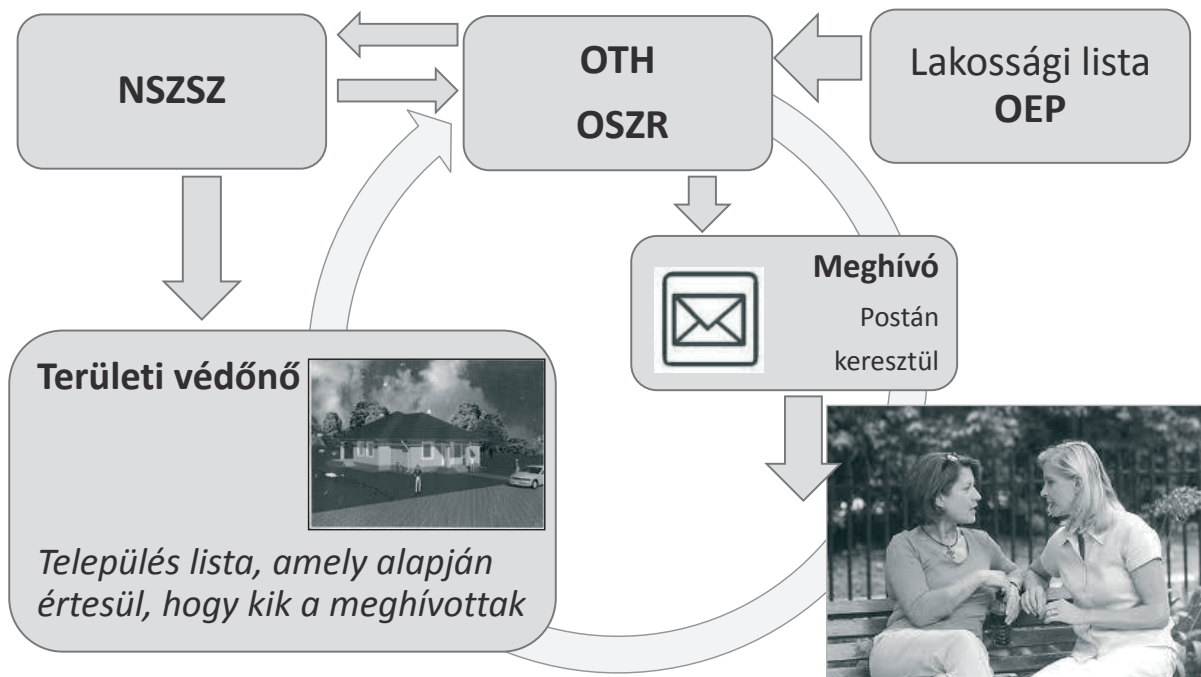 NSZSZ
OTH
OSZR
Lakossági lista
OEP
Meghívó
Postán
keresztül
Területi védőnő
Település lista, amely alapján
értesül, hogy kik a meghívottak